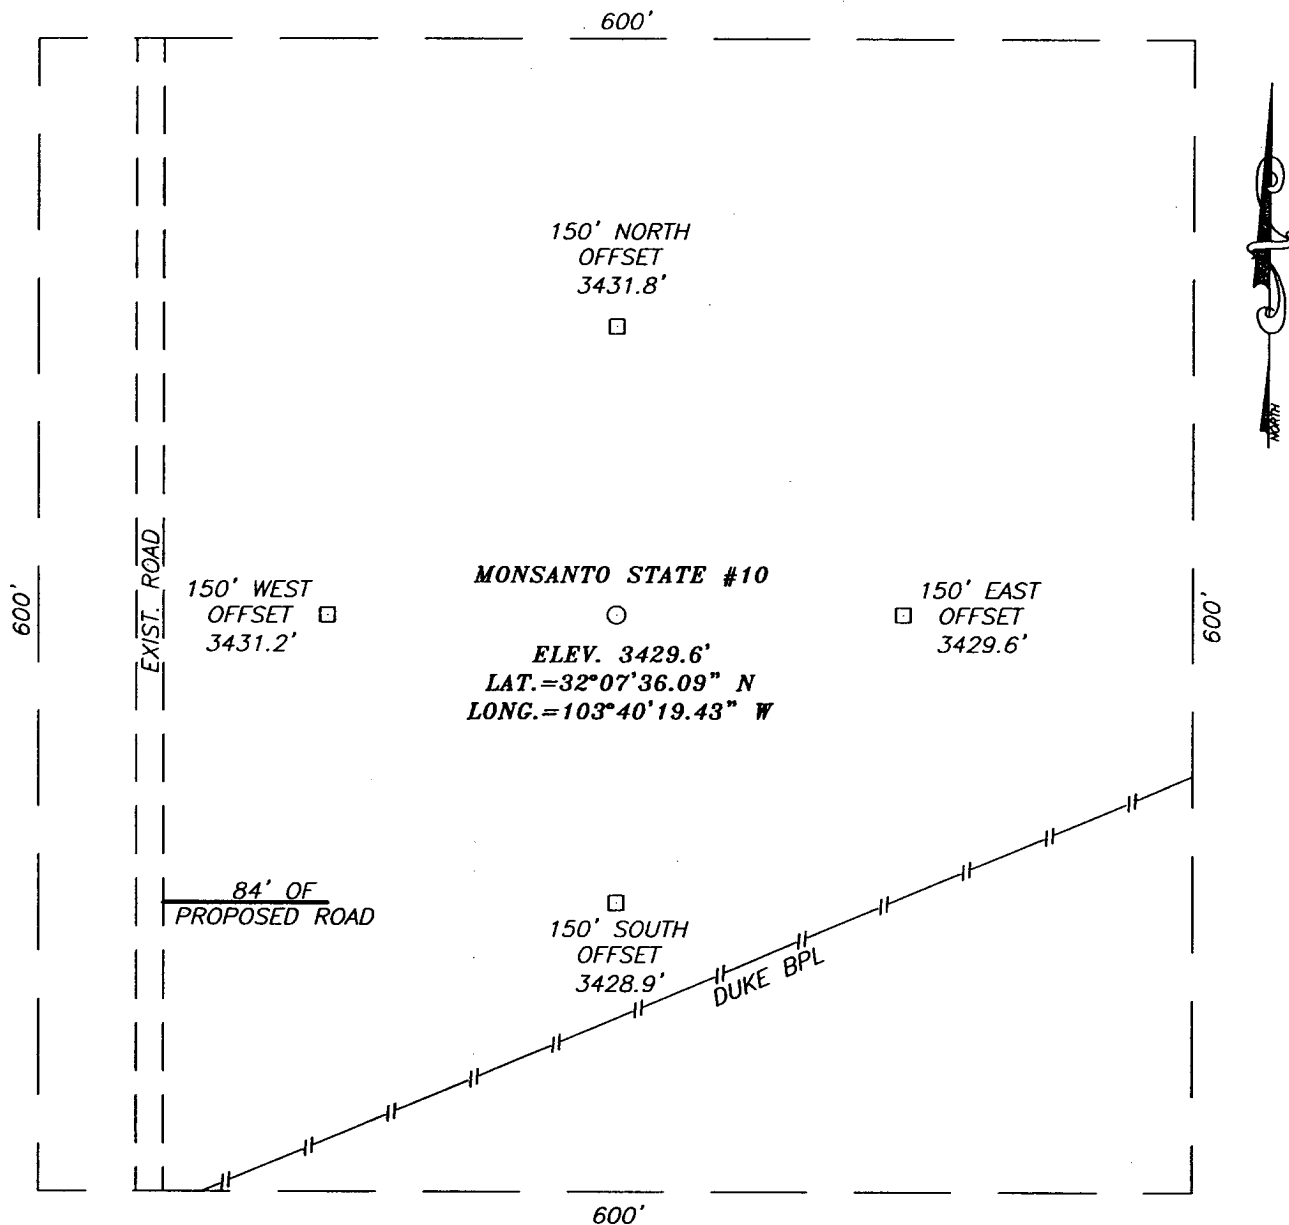 600'
150' NORTH
OFFSET
3431.8'
NORTH
EXIST. ROAD
600'
150' WEST
OFFSET
3431.2'
MONSANTO STATE #10
ELEV. 3429.6'
LAT.=32°07'36.09" N
LONG.=103°40'19.43" W
150' EAST
OFFSET
3429.6'
600'
84' OF
PROPOSED ROAD
150' SOUTH
OFFSET
3428.9'
DUKE BPL
600'